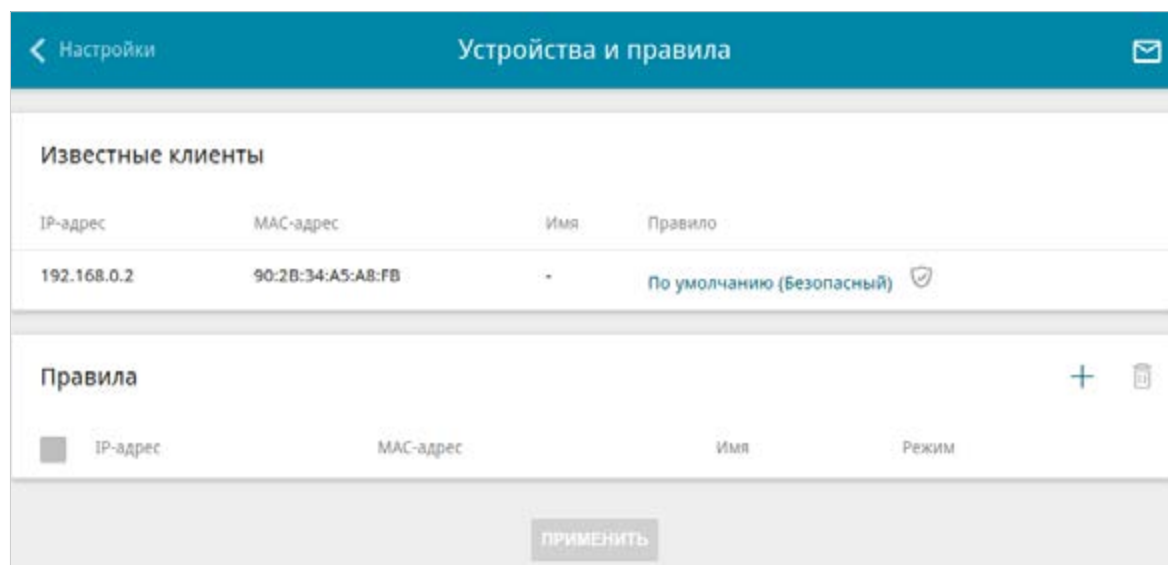 Настройки Устройства и правила
Известные клиенты
IP-адрес MAC-адрес Имя Правило
192.168.0.2 90:2B:34:A5:A8:FB - По умолчанию (Безопасный)
Правила
IP-адрес MAC-адрес Имя Режим
ПРИМЕНИТЬ